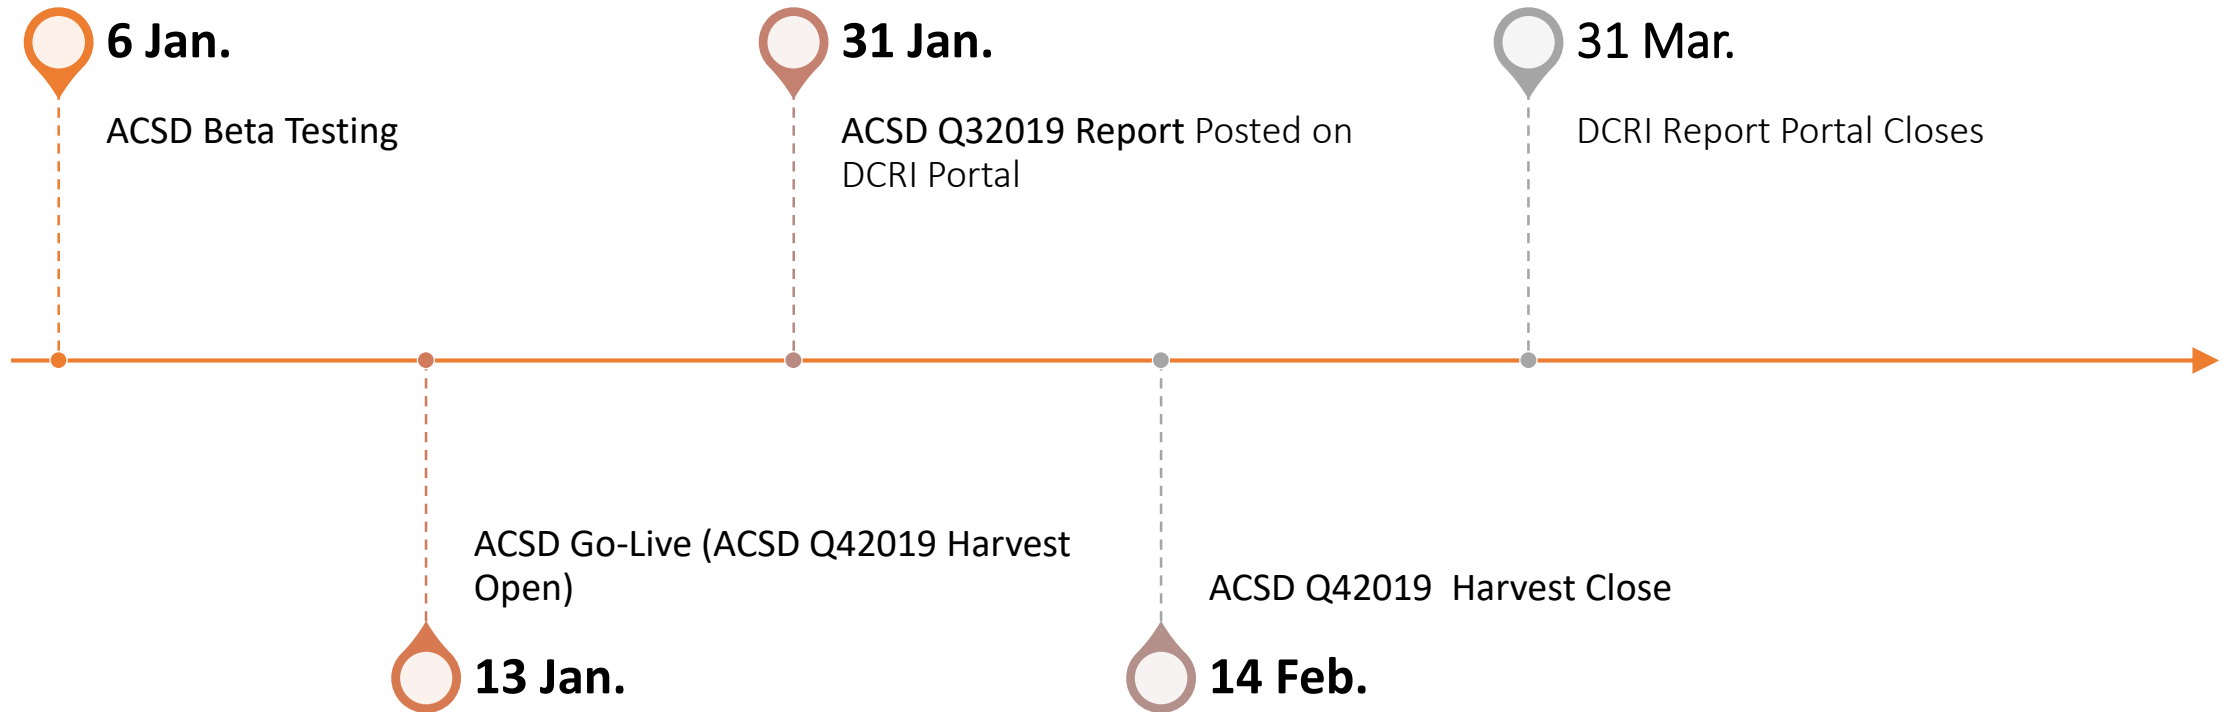 6 Jan.
ACSD Beta Testing
31 Jan.
ACSD Q32019 Report Posted on
DCRI Portal
31 Mar.
DCRI Report Portal Closes
ACSD Go-Live (ACSD Q42019 Harvest
Open)
13 Jan.
ACSD Q42019  Harvest Close
14 Feb.